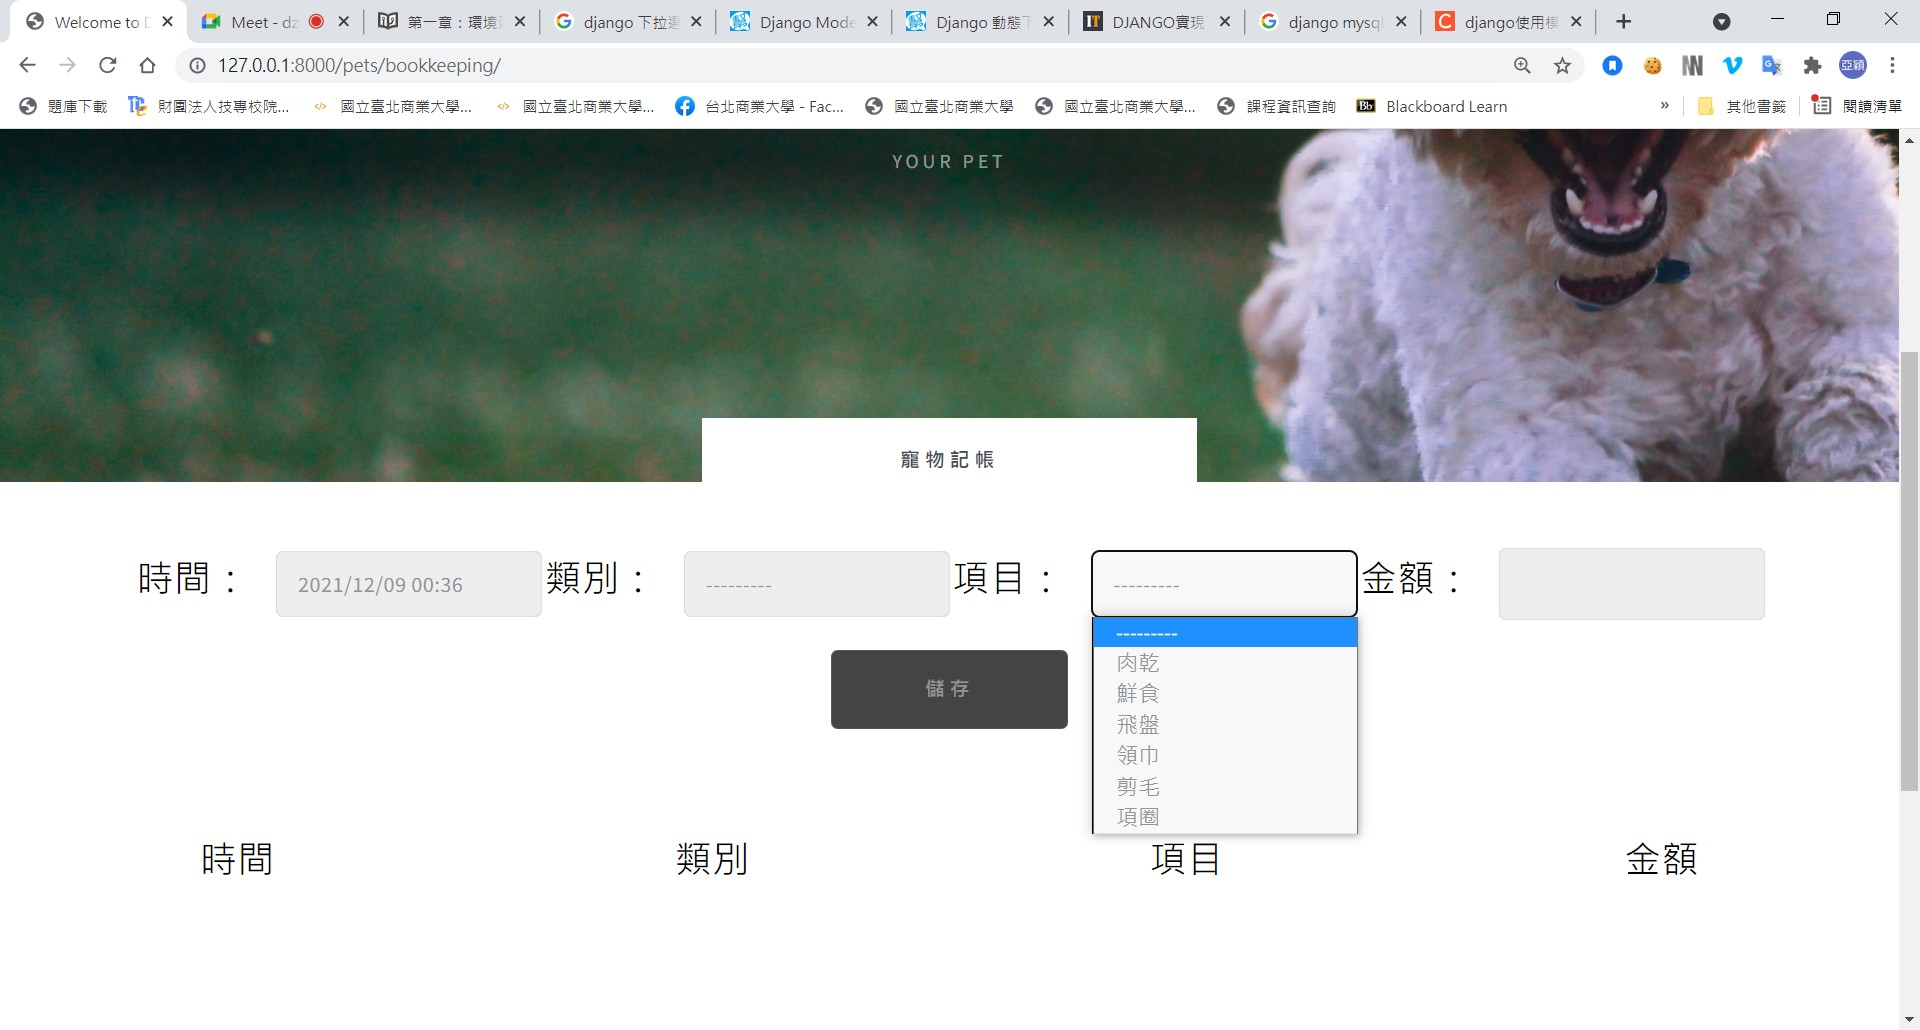 Welcome to D
Meet - dz
第一章：環境
django 下拉選
Django Mode
Django 動態下
DJANGO實現
django mysql
django使用模
127.0.0.1:8000/pets/bookkeeping/
亞穎
題庫下載
財團法人技專校院...
國立臺北商業大學...
國立臺北商業大學...
台北商業大學 - Fac...
國立臺北商業大學
國立臺北商業大學...
課程資訊查詢
Bb
Blackboard Learn
»
其他書籤
閱讀清單
YOUR PET
寵物記帳
時間：
2021/12/09 00:36
類別：
---------
項目：
---------
金額：
---------
肉乾
鮮食
飛盤
領巾
剪毛
項圈
儲存
時間
類別
項目
金額